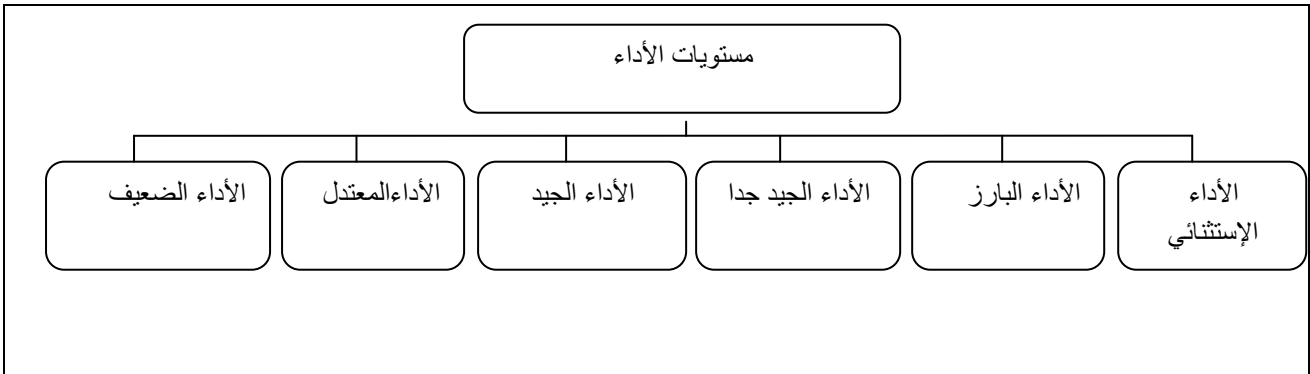 مستويات الأداء
الأداء
الإستثنائي
الأداء البارز
الأداء الجيد جدا
الأداء الجيد
الأداءالمعتدل
الأداء الضعيف